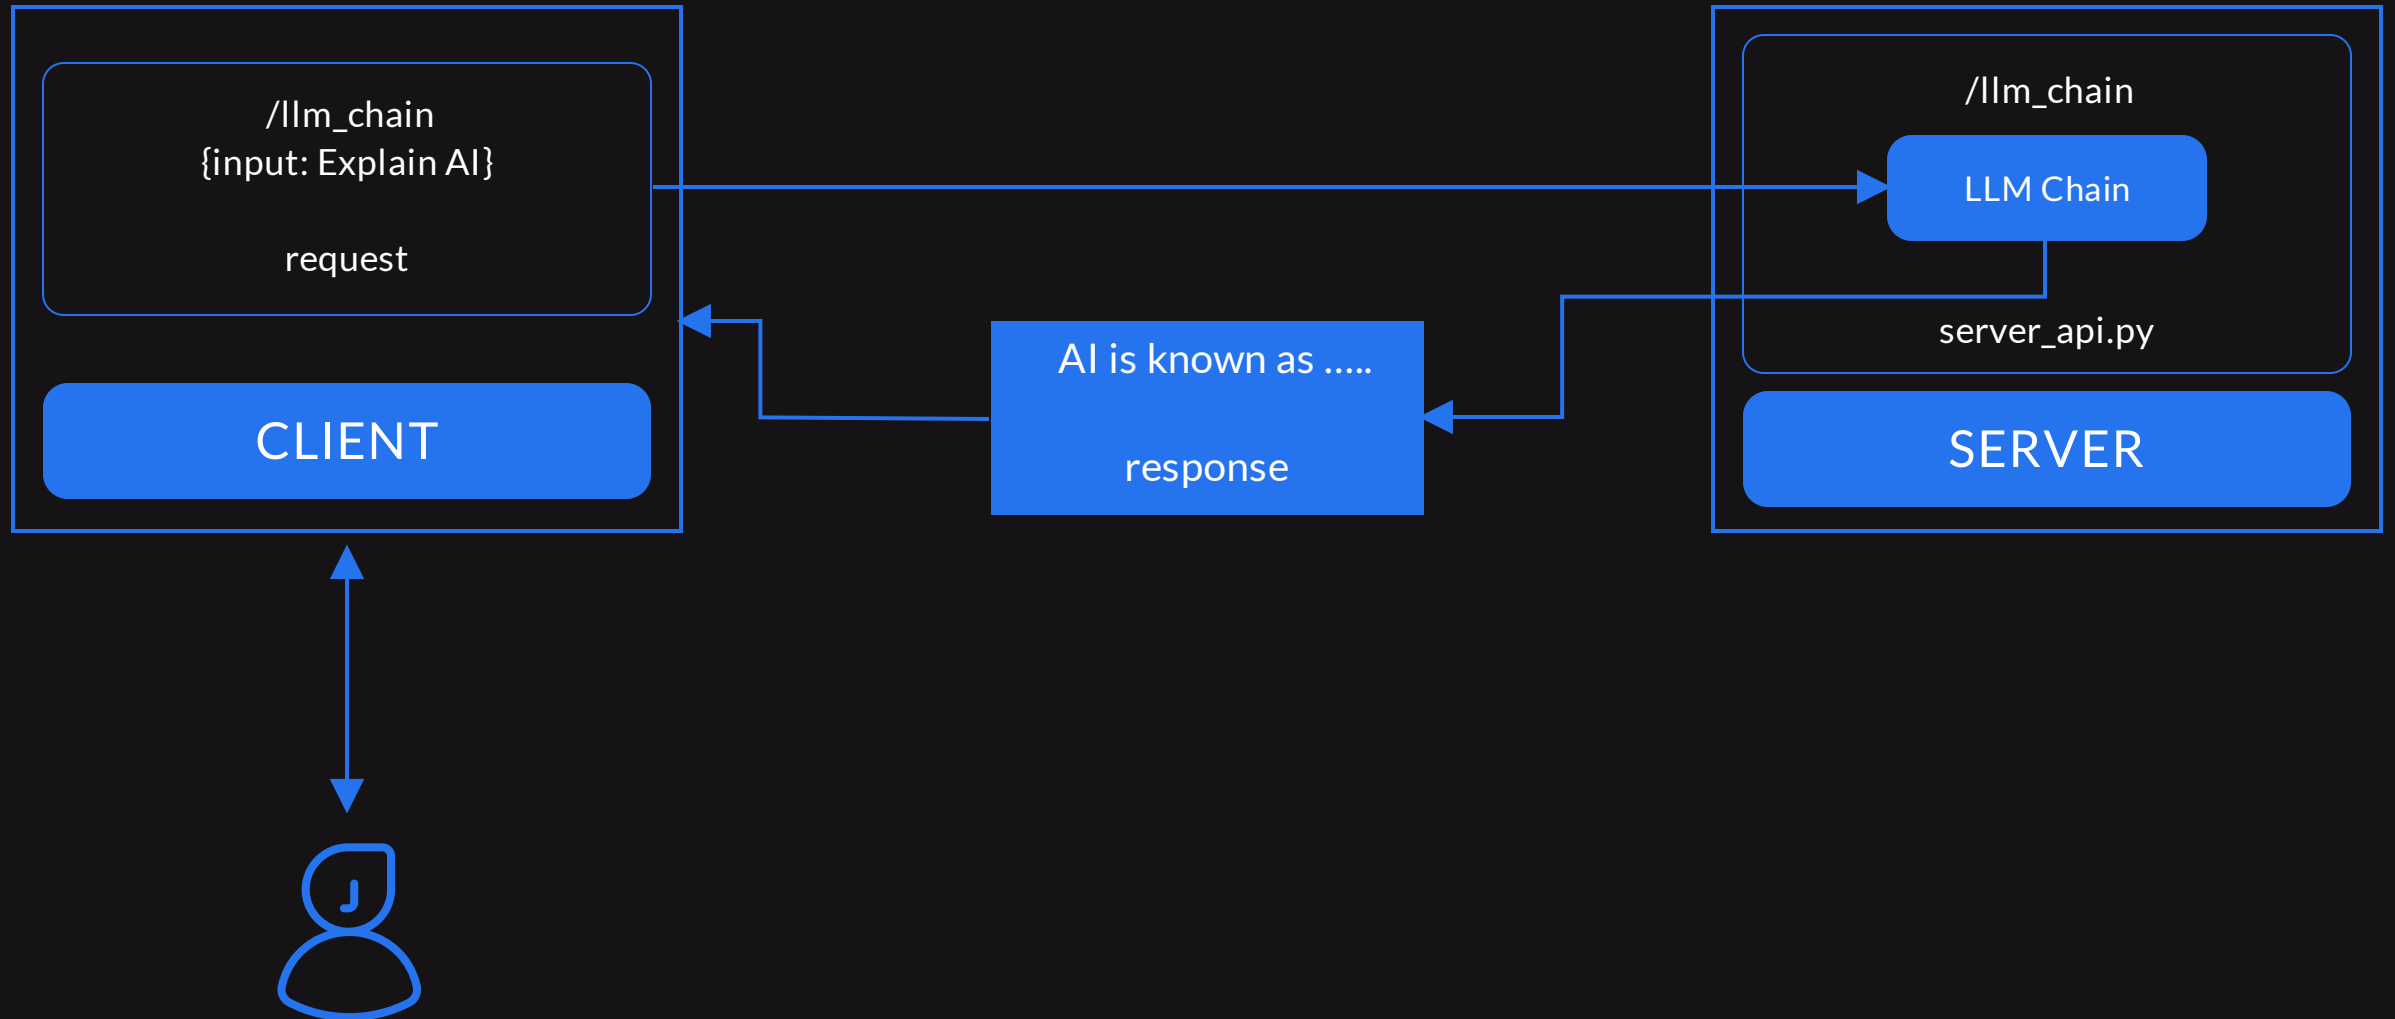 /llm_chain
{input: Explain AI}
request
CLIENT
AI is known as .....
response
/llm_chain
LLM Chain
server_api.py
SERVER